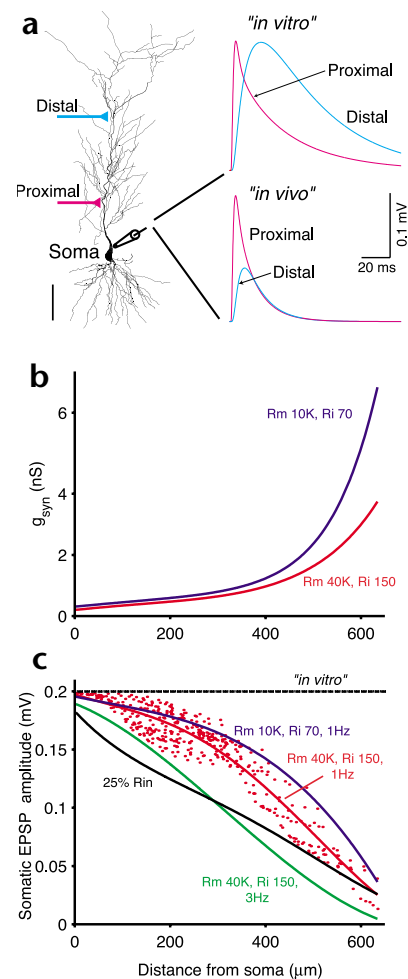 a
"in vitro"
Distal
Proximal
Distal
Proximal
"in vivo"
Proximal
Soma
Distal
0.1 mV
20 ms
b
6
4
2
0
g_syn (nS)
Rm 10K, Ri 70
Rm 40K, Ri 150
0 200 400 600
c
"in vitro"
0.2
0.15
0.1
0.05
0
Somatic EPSP amplitude (mV)
Rm 10K, Ri 70, 1Hz
Rm 40K, Ri 150,
1Hz
25% Rin
Rm 40K, Ri 150,
3Hz
0 200 400 600
Distance from soma (μm)